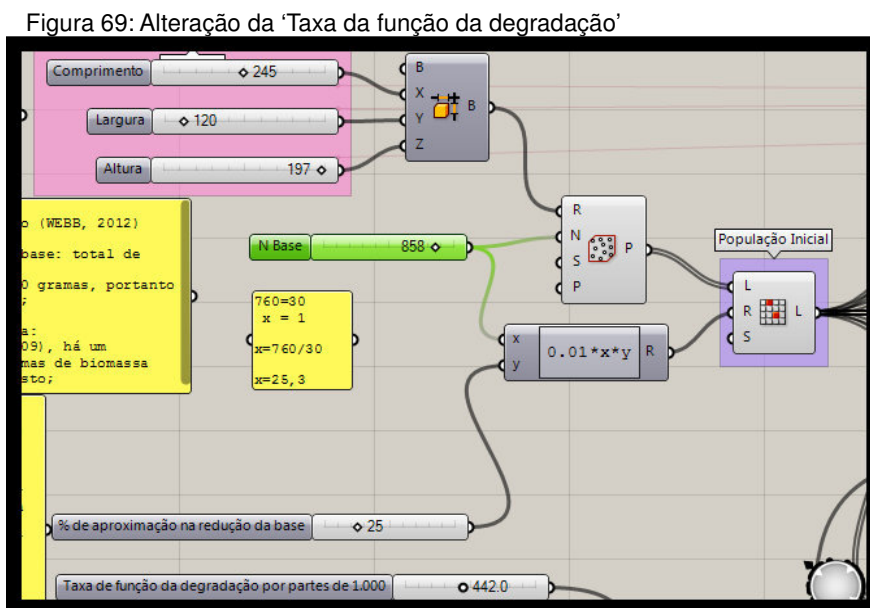 Figura 69: Alteração da ‘Taxa da função da degradação’
Comprimento 245
Largura 120
Altura 197
B
X
Y
Z
B
(WEBB, 2012)
base: total de
0 gramas, portanto
;
a:
09), há um
mas de biomassa
sto;
N Base 858
760=30
x = 1
x=760/30
x=25,3
R
N
S
P
P
x
y
0.01*x*y
R
População Inicial
L
R
S
L
% de aproximação na redução da base 25
Taxa de função da degradação por partes de 1.000 442.0